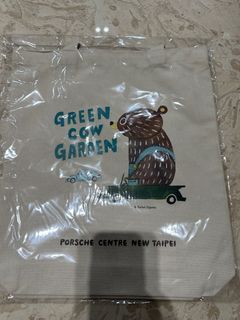 GREEN
COW
GARDEN
PORSCHE CENTRE NEW TAIPEI